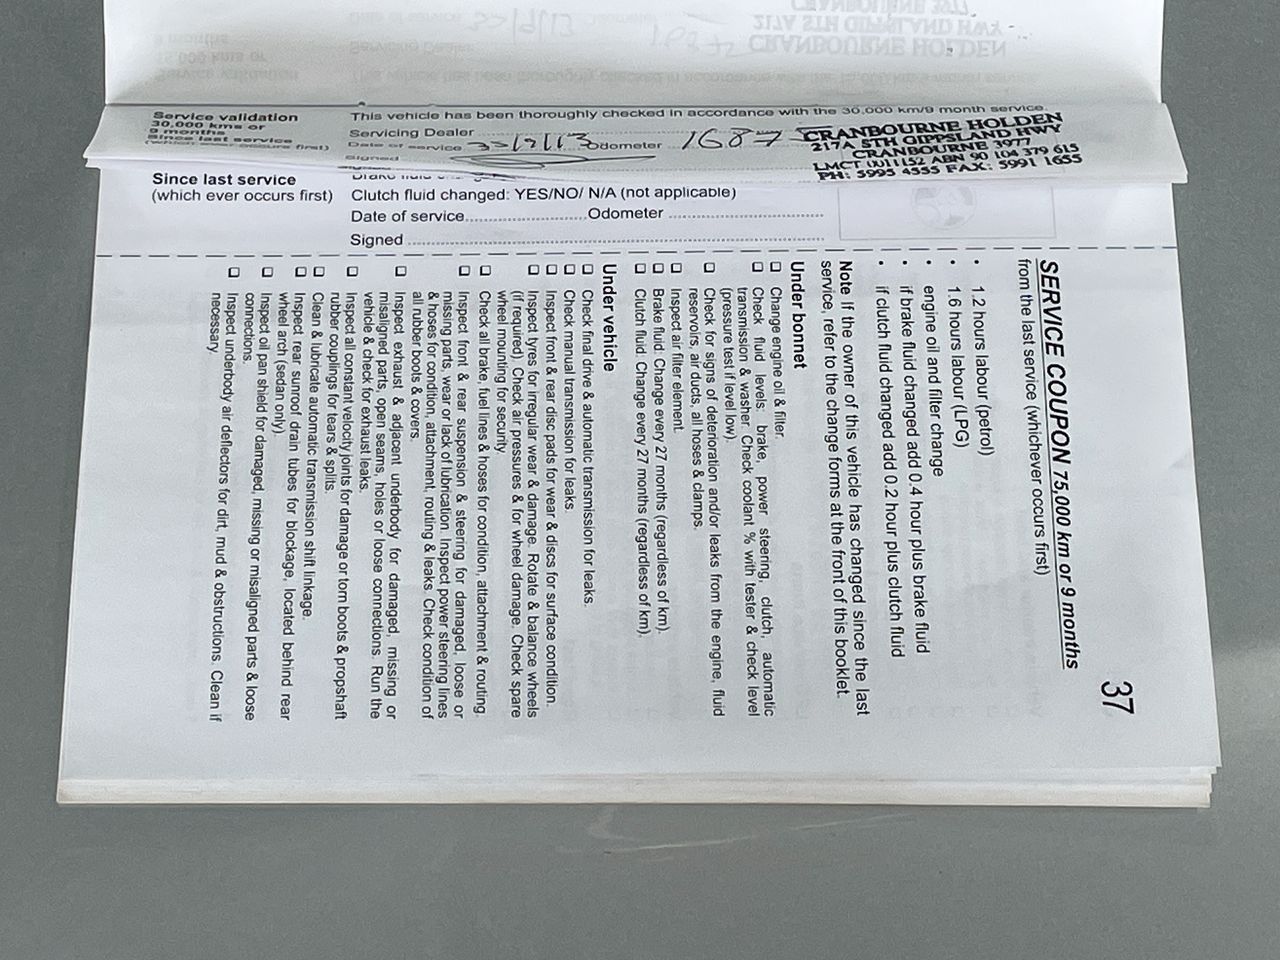 Service validation
30,000 kms or
9 months
since last service
(which ever occurs first)
This vehicle has been thoroughly checked in accordance with the 30,000 km/9 month service.
Servicing Dealer
Date of service Odometer 1687
Signed
CRANBOURNE HOLDEN
217A STH GIPPSLAND HWY
CRANBOURNE 3977
LMCT 0011152 ABN 90 104 379 615
PH: 5995 4555 FAX: 5991 1655
Since last service
(which ever occurs first)
Clutch fluid changed: YES/NO/ N/A (not applicable)
Date of service Odometer
Signed
37
SERVICE COUPON 75,000 km or 9 months
from the last service (whichever occurs first)
• 1.2 hours labour (petrol)
• 1.6 hours labour (LPG)
• engine oil and filter change
• if brake fluid changed add 0.4 hour plus brake fluid
• if clutch fluid changed add 0.2 hour plus clutch fluid
Note If the owner of this vehicle has changed since the last
service, refer to the change forms at the front of this booklet.
Under bonnet
❑ Change engine oil & filter.
❑ Check fluid levels: brake, power steering, clutch, automatic
transmission & washer. Check coolant % with tester & check level
(pressure test if level low).
❑ Check for signs of deterioration and/or leaks from the engine, fluid
reservoirs, air ducts, all hoses & clamps.
❑ Inspect air filter element.
❑ Brake fluid. Change every 27 months (regardless of km).
❑ Clutch fluid. Change every 27 months (regardless of km).
Under vehicle
❑ Check final drive & automatic transmission for leaks.
❑ Check manual transmission for leaks.
❑ Inspect front & rear disc pads for wear & discs for surface condition.
❑ Inspect tyres for irregular wear & damage. Rotate & balance wheels
(if required). Check air pressures & for wheel damage. Check spare
wheel mounting for security.
❑ Check all brake, fuel lines & hoses for condition, attachment & routing.
❑ Inspect front & rear suspension & steering for damaged, loose or
missing parts, wear or lack of lubrication. Inspect power steering lines
& hoses for condition, attachment, routing & leaks. Check condition of
all rubber boots & covers.
❑ Inspect exhaust & adjacent underbody for damaged, missing or
misaligned parts, open seams, holes or loose connections. Run the
vehicle & check for exhaust leaks.
❑ Inspect all constant velocity joints for damage or torn boots & propshaft
rubber couplings for tears & splits.
❑ Clean & lubricate automatic transmission shift linkage.
❑ Inspect rear sunroof drain tubes for blockage, located behind rear
wheel arch (sedan only).
❑ Inspect oil pan shield for damaged, missing or misaligned parts & loose
connections.
❑ Inspect underbody air deflectors for dirt, mud & obstructions. Clean if
necessary.